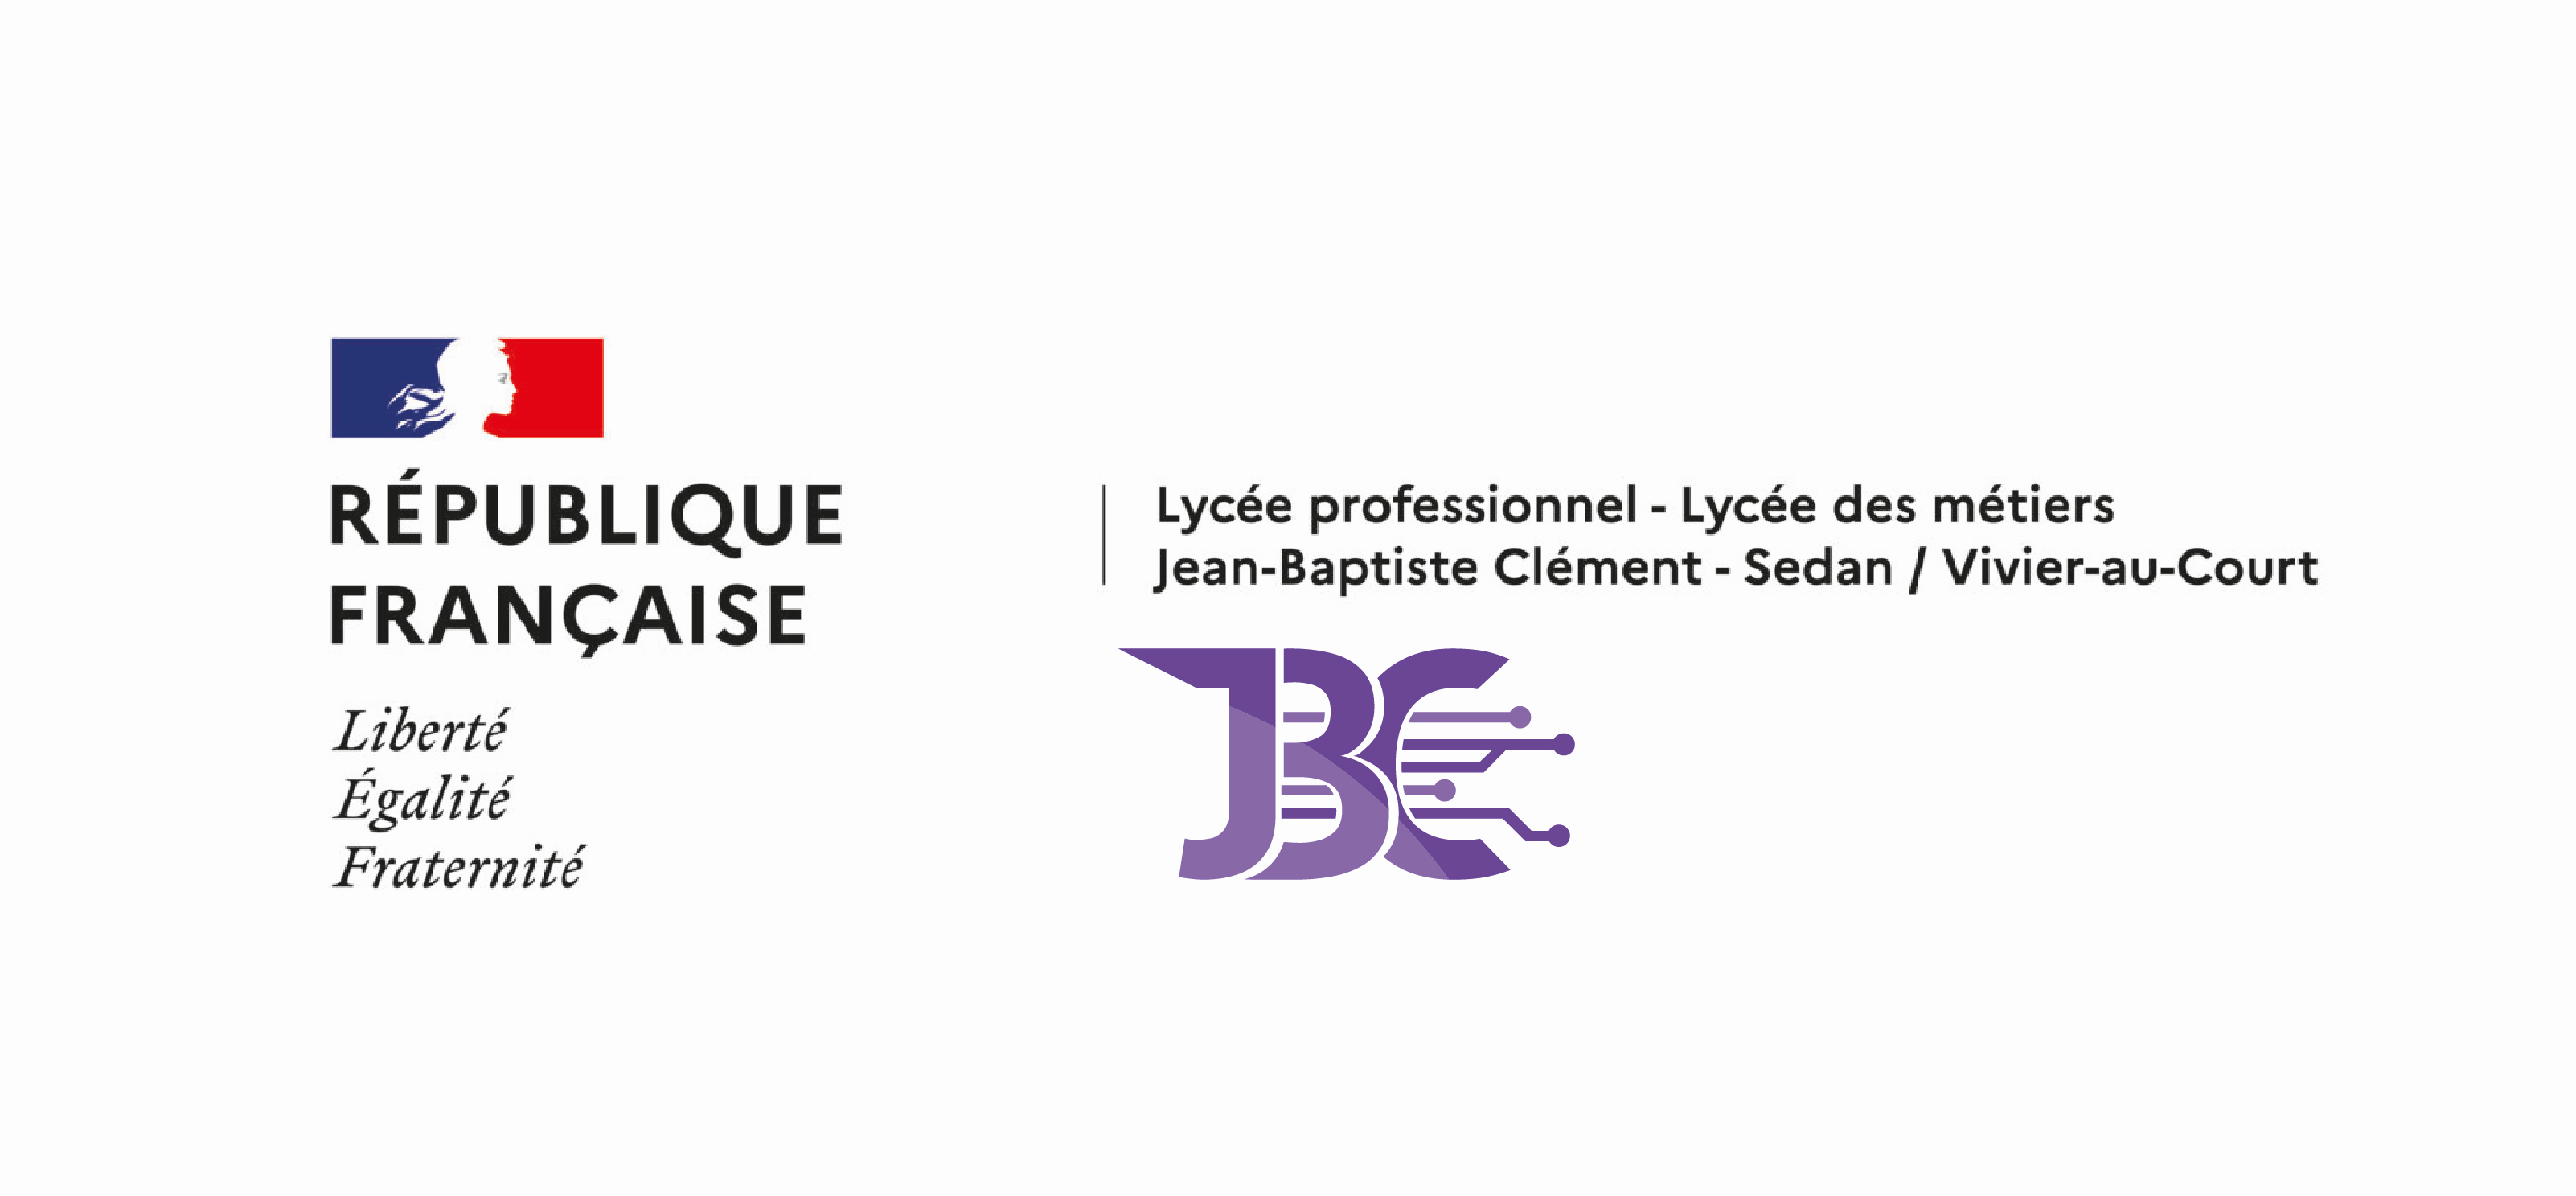 RÉPUBLIQUE
FRANÇAISE
Liberté
Égalité
Fraternité
Lycée professionnel - Lycée des métiers
Jean-Baptiste Clément - Sedan / Vivier-au-Court
JBC